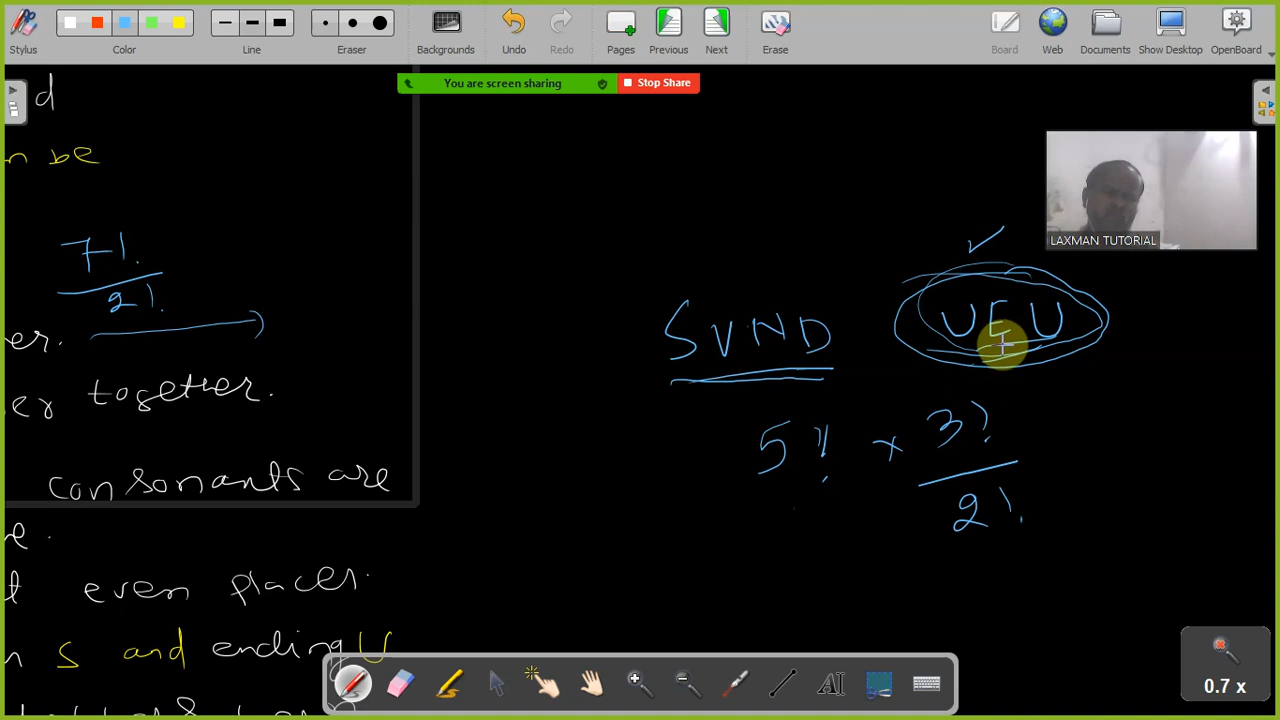 Stylus
Color
Line
Eraser
Backgrounds
Undo
Redo
Pages
Previous
Next
Erase
Board
Web
Documents
Show Desktop
OpenBoard
You are screen sharing
Stop Share
d
n be
7!
2!
er.
er together.
consonants are
e.
t even places.
n s and ending U
LAXMAN TUTORIAL
SVND
UEU
5! × 3!
2!
0.7 x